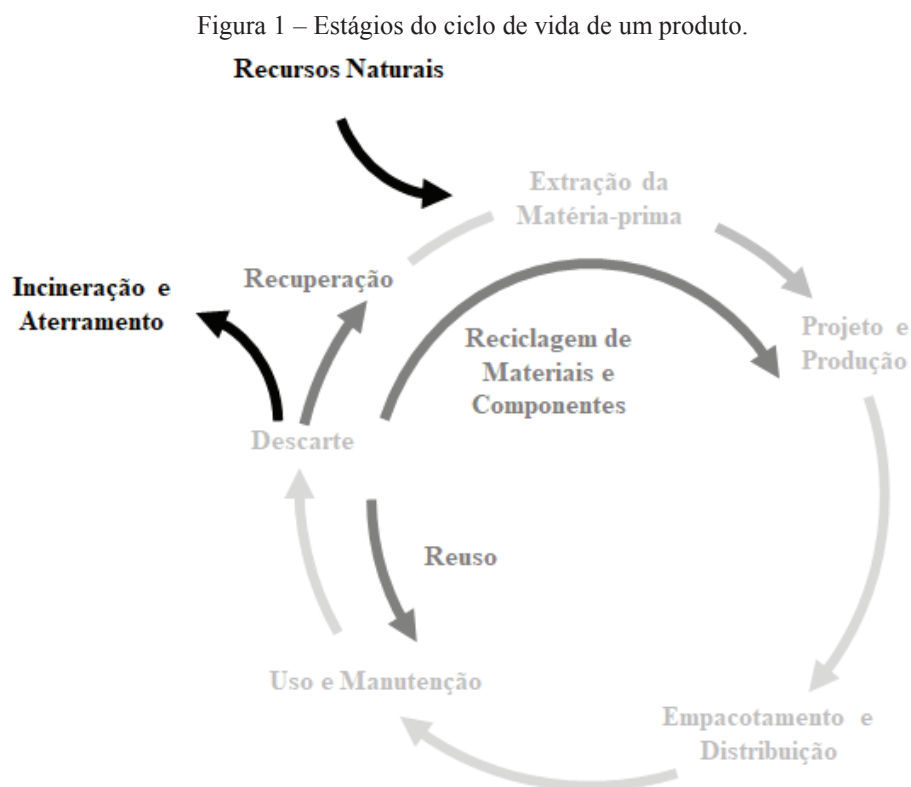 Figura 1 – Estágios do ciclo de vida de um produto.
Recursos Naturais
Extração da
Matéria-prima
Recuperação
Incineração e
Aterramento
Projeto e
Produção
Reciclagem de
Materiais e
Componentes
Descarte
Reuso
Uso e Manutenção
Empacotamento e
Distribuição